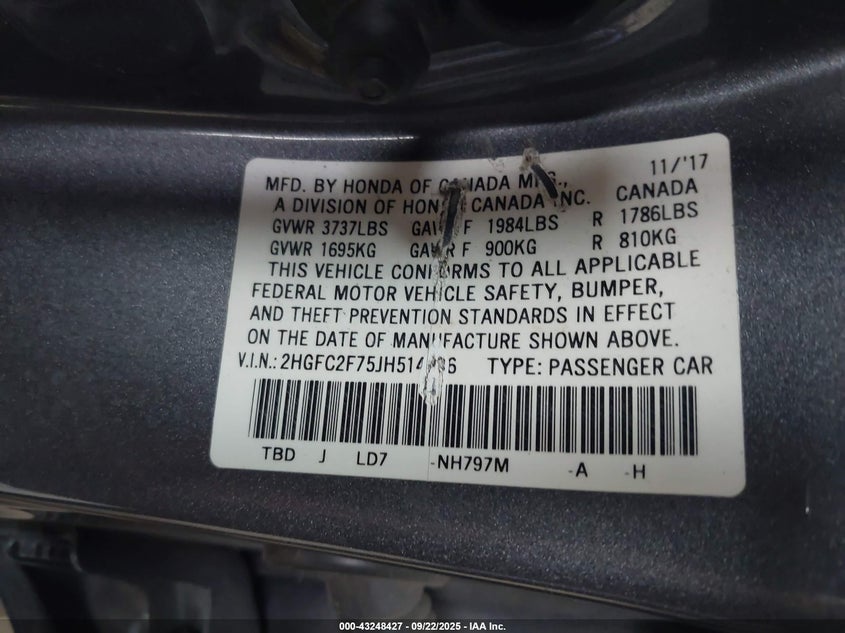 11/'17
MFD. BY HONDA OF CANADA MFG.,
A DIVISION OF HONDA CANADA INC. CANADA
GVWR 3737LBS GAWR F 1984LBS R 1786LBS
GVWR 1695KG GAWR F 900KG R 810KG
THIS VEHICLE CONFORMS TO ALL APPLICABLE
FEDERAL MOTOR VEHICLE SAFETY, BUMPER,
AND THEFT PREVENTION STANDARDS IN EFFECT
ON THE DATE OF MANUFACTURE SHOWN ABOVE.
V.I.N.: TYPE: PASSENGER CAR
TBD J LD7 -NH797M -A -H
000-43248427 - 09/22/2025 - IAA Inc.